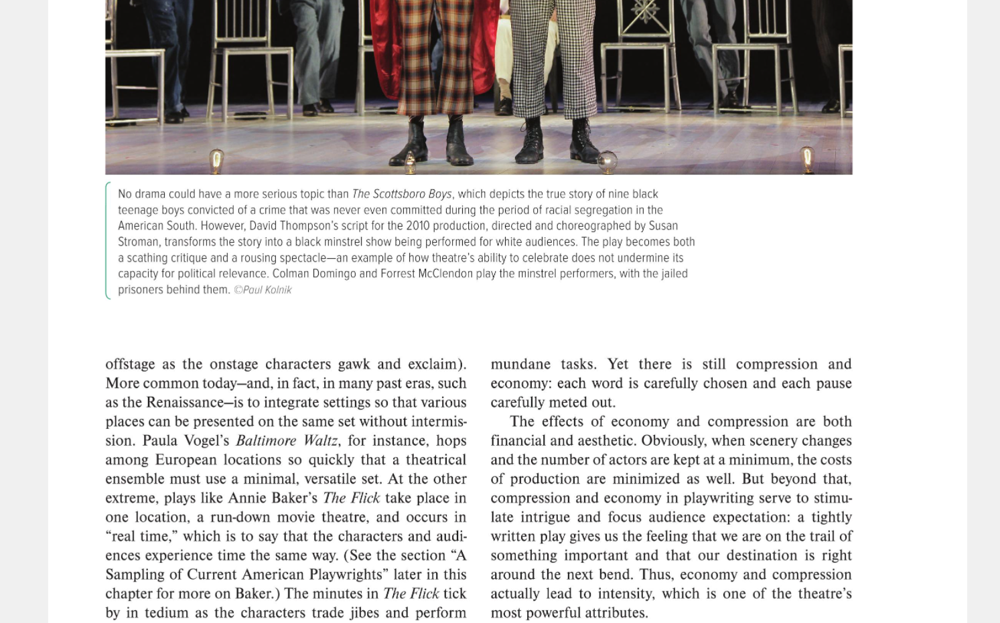 No drama could have a more serious topic than The Scottsboro Boys, which depicts the true story of nine black
teenage boys convicted of a crime that was never even committed during the period of racial segregation in the
American South. However, David Thompson's script for the 2010 production, directed and choreographed by Susan
Stroman, transforms the story into a black minstrel show being performed for white audiences. The play becomes both
a scathing critique and a rousing spectacle—an example of how theatre's ability to celebrate does not undermine its
capacity for political relevance. Colman Domingo and Forrest McClendon play the minstrel performers, with the jailed
prisoners behind them. ©Paul Kolnik
offstage as the onstage characters gawk and exclaim).
More common today—and, in fact, in many past eras, such
as the Renaissance—is to integrate settings so that various
places can be presented on the same set without intermis-
sion. Paula Vogel's Baltimore Waltz, for instance, hops
among European locations so quickly that a theatrical
ensemble must use a minimal, versatile set. At the other
extreme, plays like Annie Baker's The Flick take place in
one location, a run-down movie theatre, and occurs in
“real time,” which is to say that the characters and audi-
ences experience time the same way. (See the section “A
Sampling of Current American Playwrights” later in this
chapter for more on Baker.) The minutes in The Flick tick
by in tedium as the characters trade jibes and perform
mundane tasks. Yet there is still compression and
economy: each word is carefully chosen and each pause
carefully meted out.
The effects of economy and compression are both
financial and aesthetic. Obviously, when scenery changes
and the number of actors are kept at a minimum, the costs
of production are minimized as well. But beyond that,
compression and economy in playwriting serve to stimu-
late intrigue and focus audience expectation: a tightly
written play gives us the feeling that we are on the trail of
something important and that our destination is right
around the next bend. Thus, economy and compression
actually lead to intensity, which is one of the theatre's
most powerful attributes.